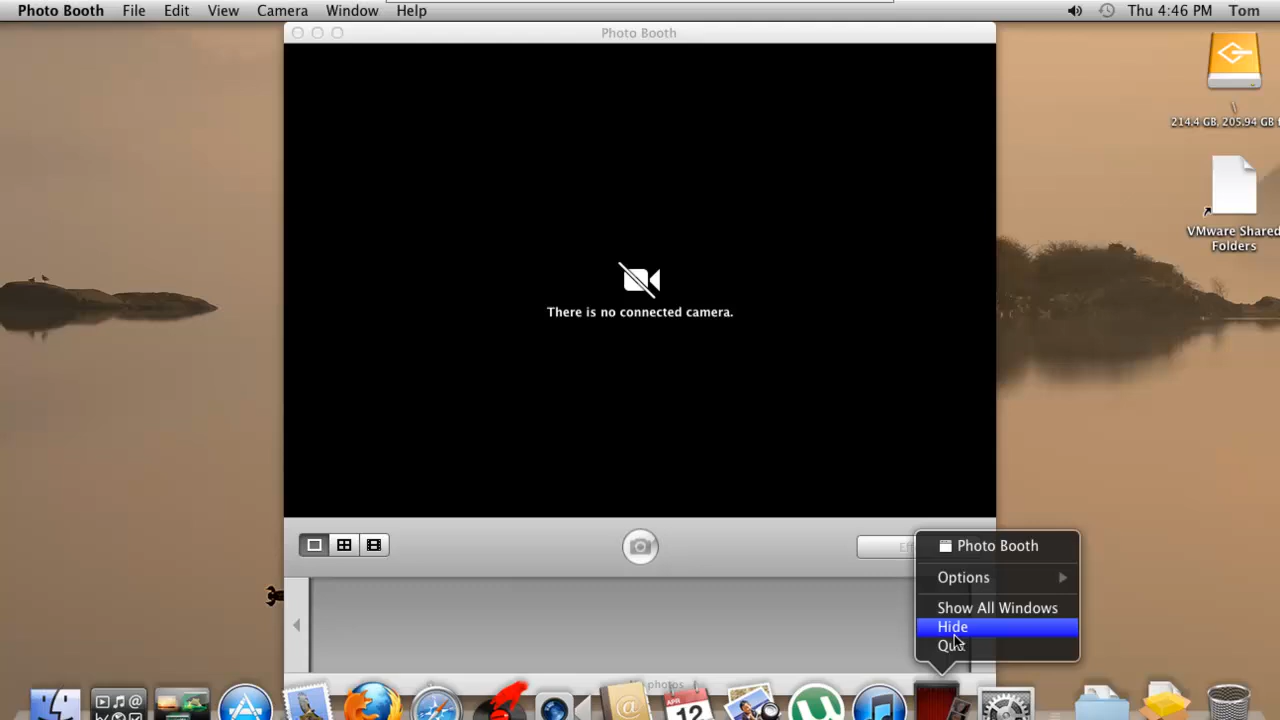 Photo Booth File Edit View Camera Window Help Thu 4:46 PM Tom
Photo Booth
\
214.4 GB, 205.94 GB f
VMware Shared
Folders
There is no connected camera.
Photo Booth
Options
Show All Windows
Hide
Quit
photos
APR
12